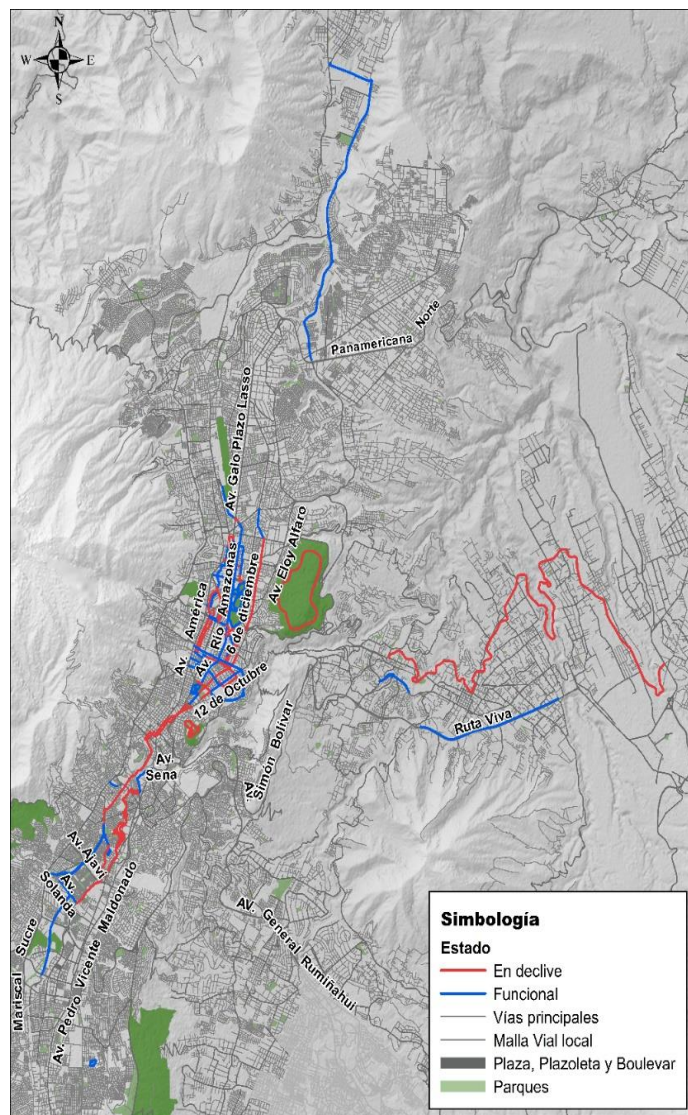 N
W E
S
Panamericana Norte
Av. Galo Plazo Lasso
Av. Eloy Alfaro
Av. Río Amazonas
6 de diciembre
Av. América
12 de Octubre
Av. Simón Bolívar
Ruta Viva
Av. Sena
Av. Ajaví
Av. Solanda
Mariscal Sucre
Av. Pedro Vicente Maldonado
AV. General Rumiñahui
Simbología
Estado
En declive
Funcional
Vías principales
Malla Vial local
Plaza, Plazoleta y Boulevar
Parques